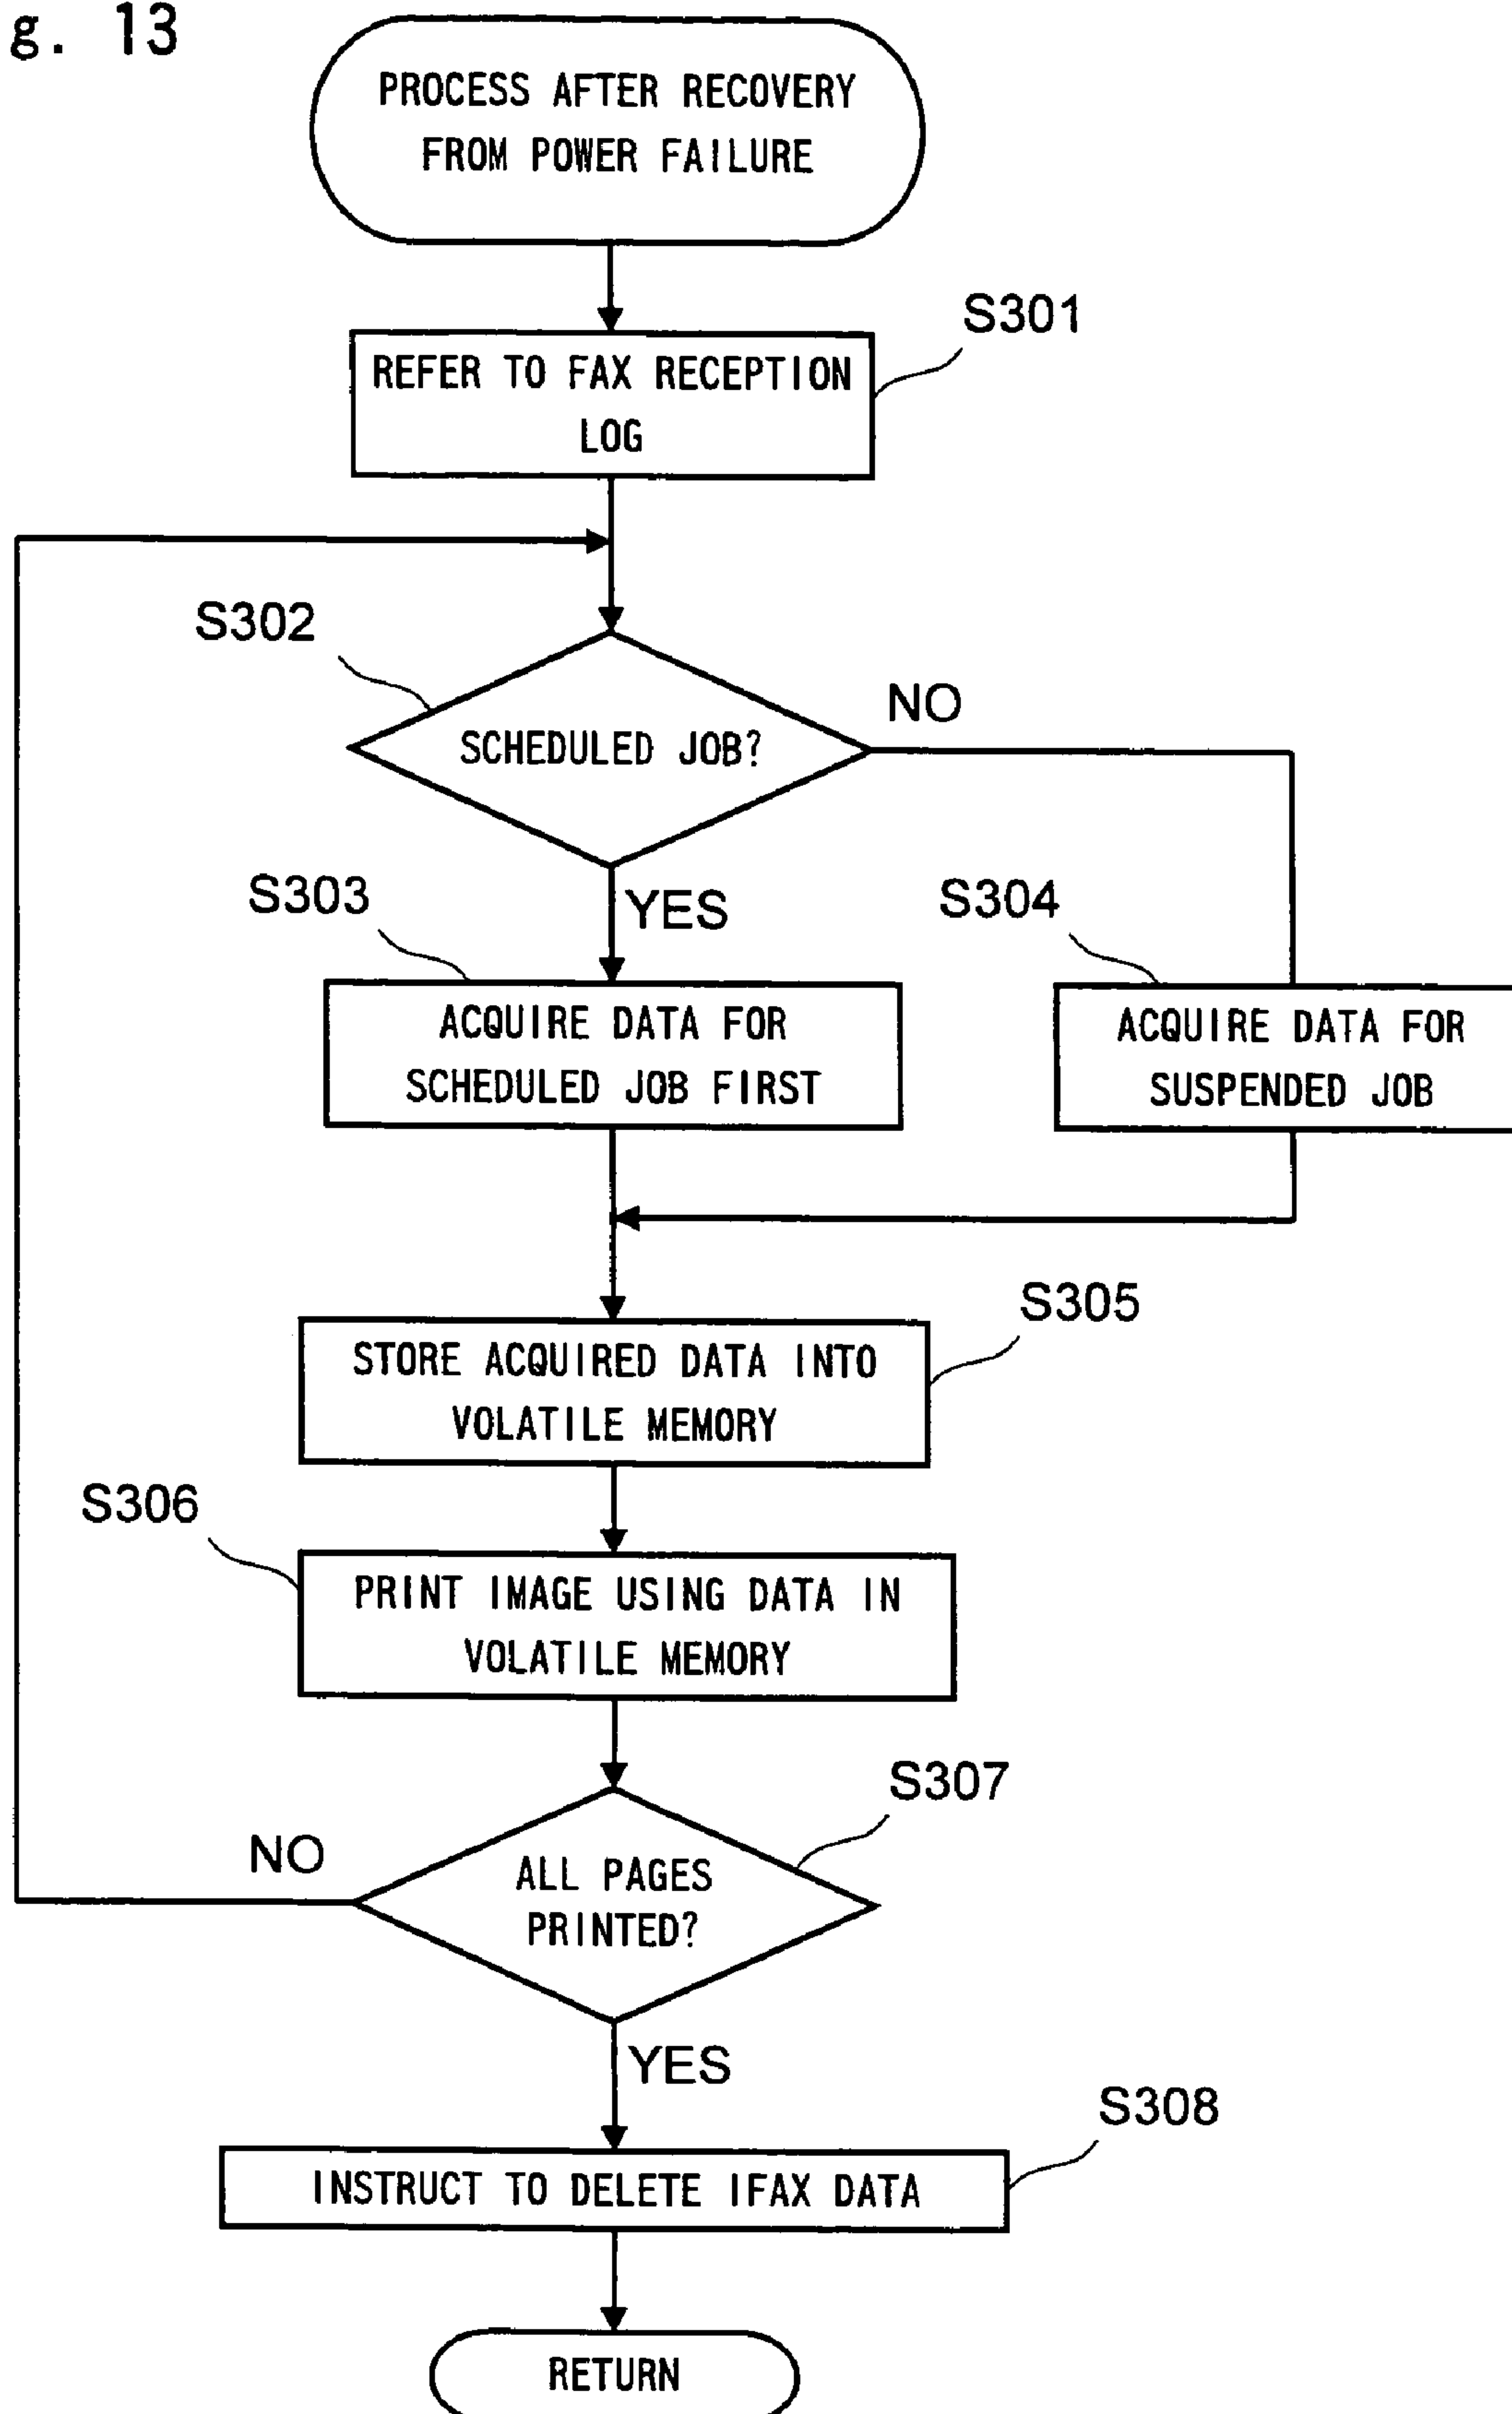 g. 13
PROCESS AFTER RECOVERY
FROM POWER FAILURE
S301
REFER TO FAX RECEPTION
LOG
S302
NO
SCHEDULED JOB?
S303
YES
S304
ACQUIRE DATA FOR
SCHEDULED JOB FIRST
ACQUIRE DATA FOR
SUSPENDED JOB
S305
STORE ACQUIRED DATA INTO
VOLATILE MEMORY
S306
PRINT IMAGE USING DATA IN
VOLATILE MEMORY
S307
NO
ALL PAGES
PRINTED?
YES
S308
INSTRUCT TO DELETE IFAX DATA
RETURN